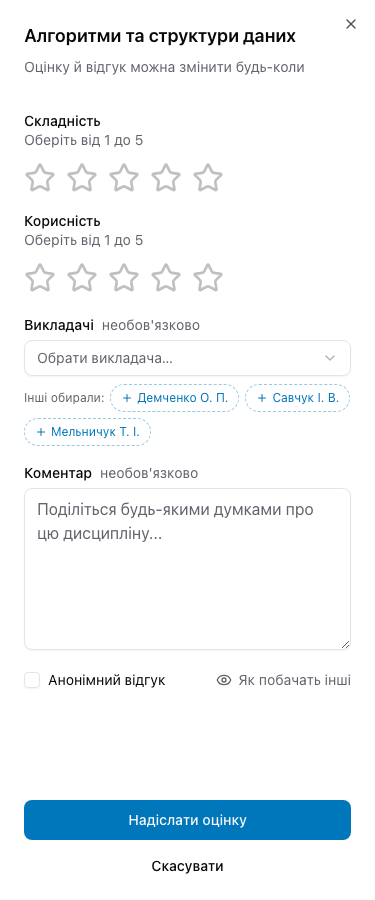 Алгоритми та структури даних
Оцінку й відгук можна змінити будь-коли
Складність
Оберіть від 1 до 5
Корисність
Оберіть від 1 до 5
Викладачі необов'язково
Обрати викладача...
Інші обирали: + Демченко О. П. + Савчук І. В.
+ Мельничук Т. І.
Коментар необов'язково
Поділіться будь-якими думками про
цю дисципліну...
Анонімний відгук Як побачать інші
Надіслати оцінку
Скасувати